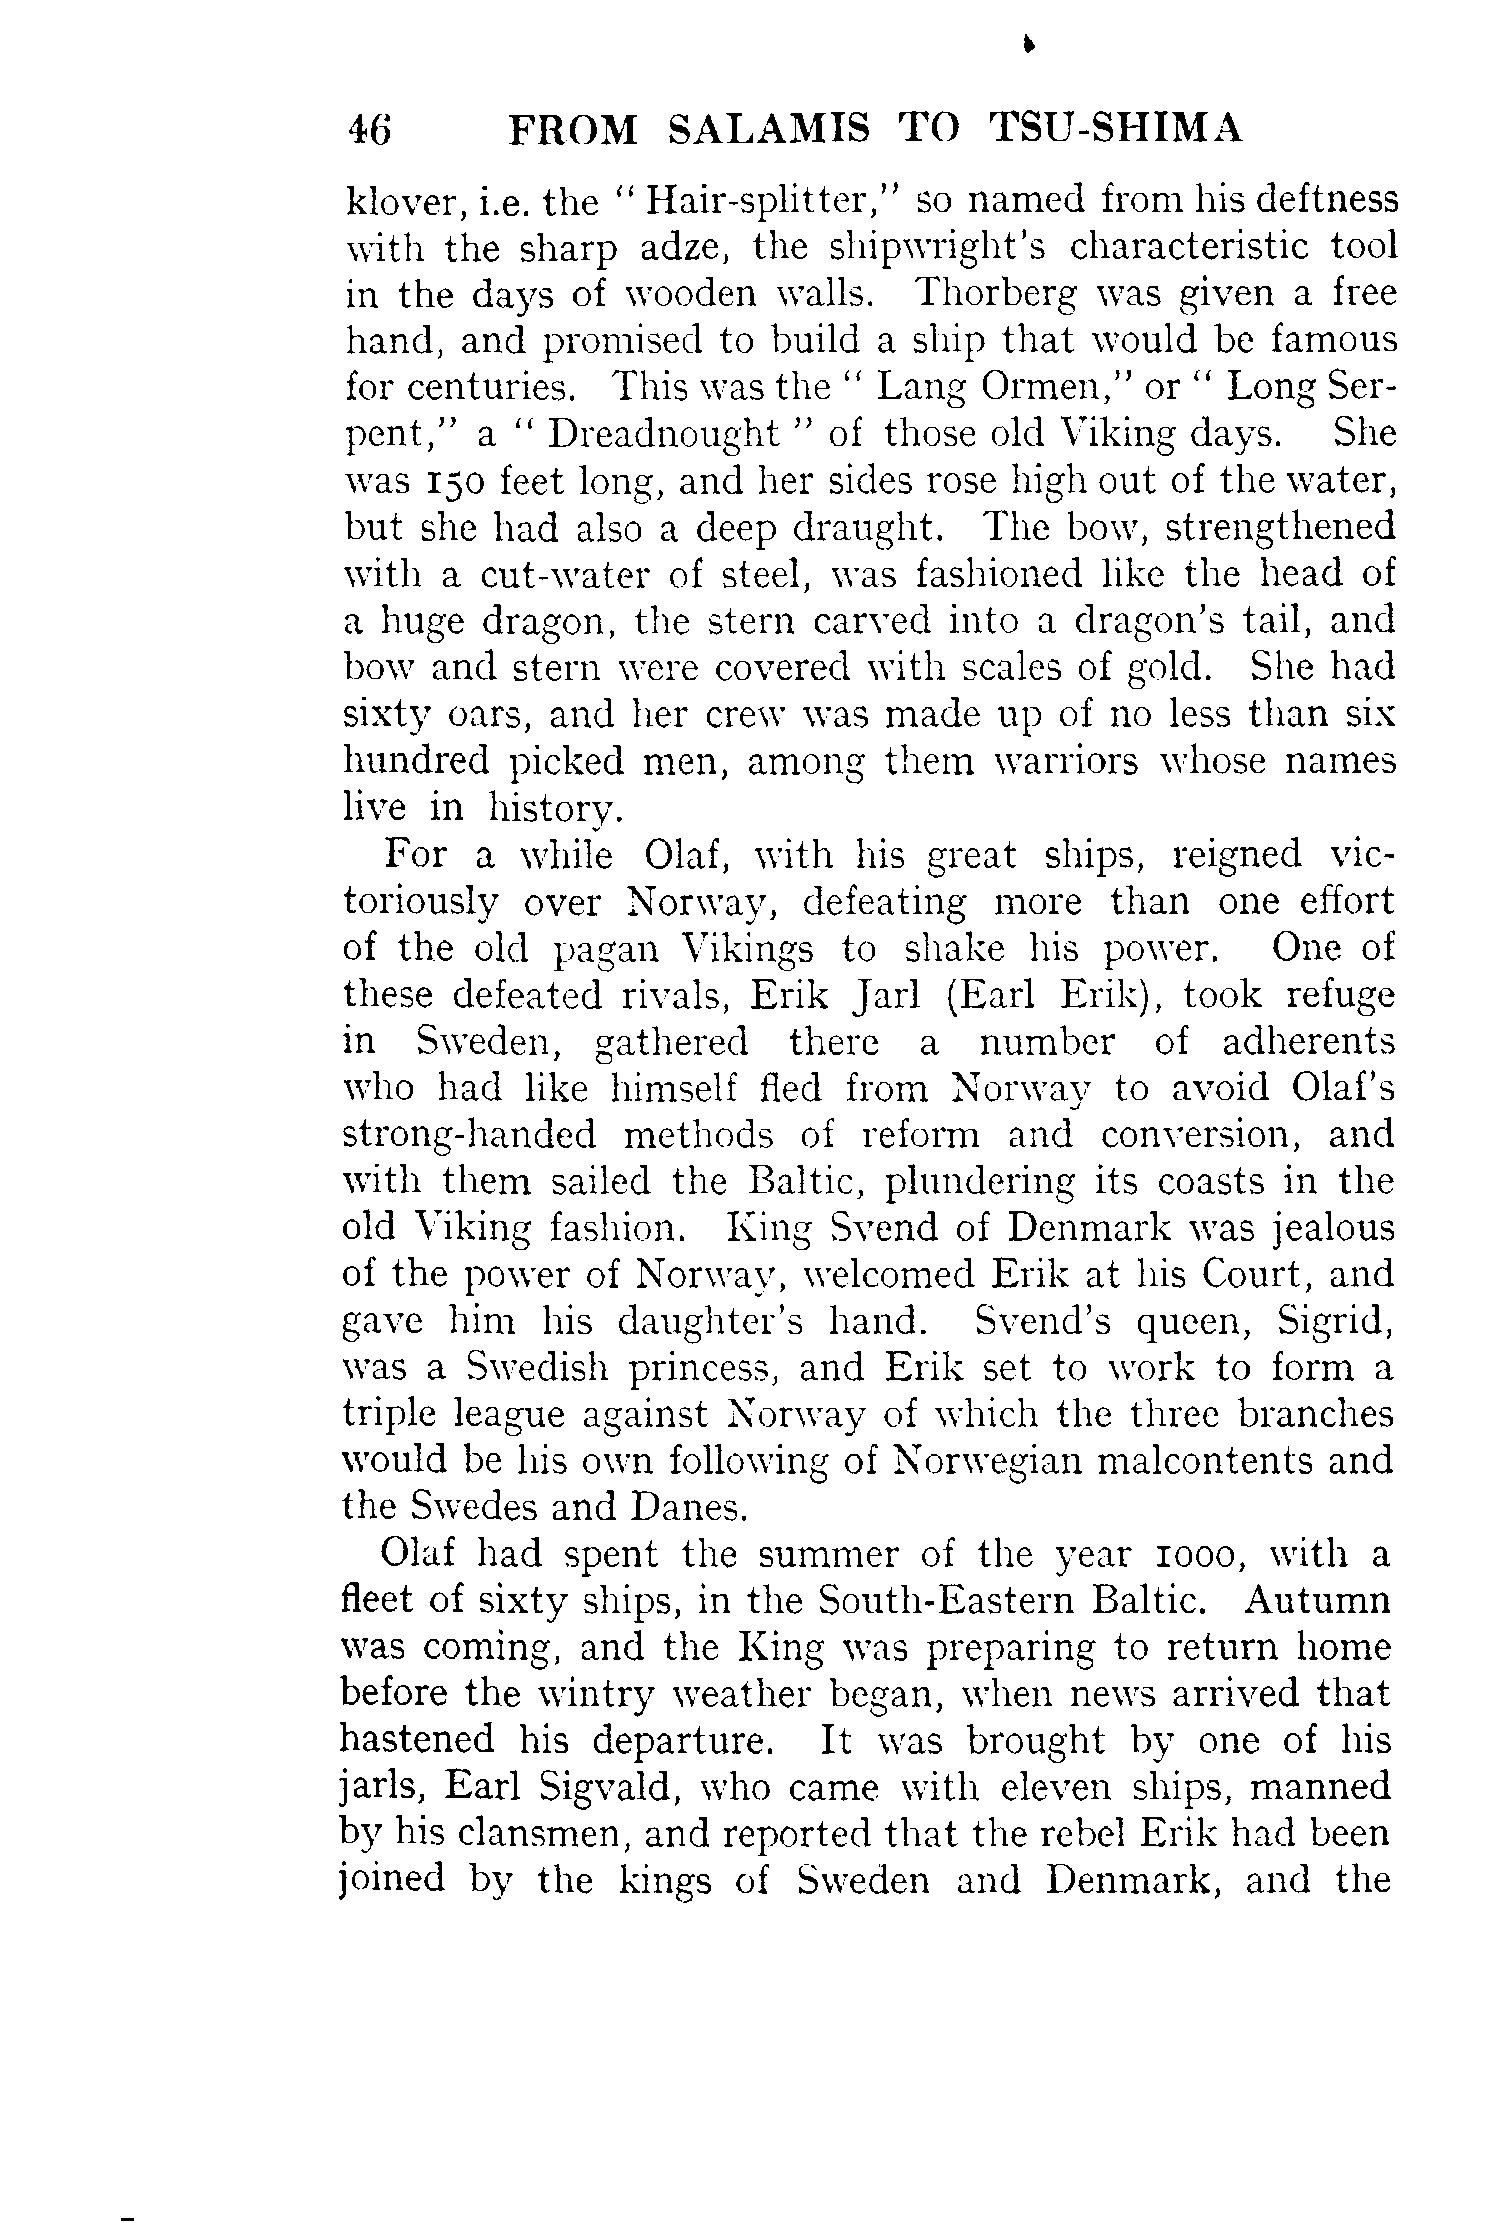 46 FROM SALAMIS TO TSU-SHIMA
klover, i.e. the " Hair-splitter," so named from his deftness
with the sharp adze, the shipwright's characteristic tool
in the days of wooden walls. Thorberg was given a free
hand, and promised to build a ship that would be famous
for centuries. This was the " Lang Ormen," or " Long Ser-
pent," a " Dreadnought " of those old Viking days. She
was 150 feet long, and her sides rose high out of the water,
but she had also a deep draught. The bow, strengthened
with a cut-water of steel, was fashioned like the head of
a huge dragon, the stern carved into a dragon's tail, and
bow and stern were covered with scales of gold. She had
sixty oars, and her crew was made up of no less than six
hundred picked men, among them warriors whose names
live in history.
For a while Olaf, with his great ships, reigned vic-
toriously over Norway, defeating more than one effort
of the old pagan Vikings to shake his power. One of
these defeated rivals, Erik Jarl (Earl Erik), took refuge
in Sweden, gathered there a number of adherents
who had like himself fled from Norway to avoid Olaf's
strong-handed methods of reform and conversion, and
with them sailed the Baltic, plundering its coasts in the
old Viking fashion. King Svend of Denmark was jealous
of the power of Norway, welcomed Erik at his Court, and
gave him his daughter's hand. Svend's queen, Sigrid,
was a Swedish princess, and Erik set to work to form a
triple league against Norway of which the three branches
would be his own following of Norwegian malcontents and
the Swedes and Danes.
Olaf had spent the summer of the year 1000, with a
fleet of sixty ships, in the South-Eastern Baltic. Autumn
was coming, and the King was preparing to return home
before the wintry weather began, when news arrived that
hastened his departure. It was brought by one of his
jarls, Earl Sigvald, who came with eleven ships, manned
by his clansmen, and reported that the rebel Erik had been
joined by the kings of Sweden and Denmark, and the